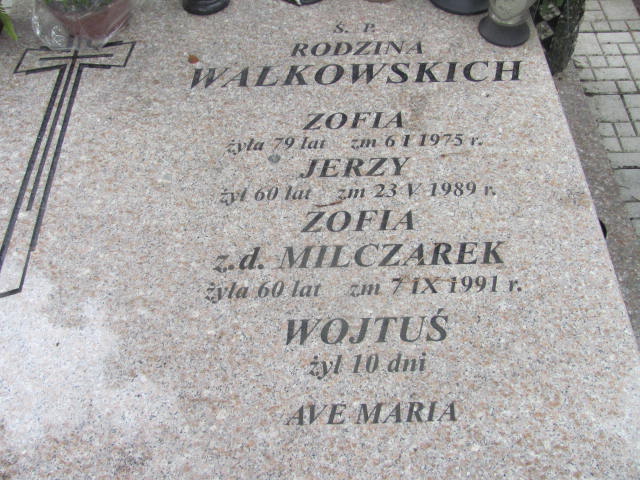 Ś. P.
RODZINA
WALKOWSKICH
ZOFIA
żyła 79 lat zm 6 I 1975 r.
JERZY
żył 60 lat zm 23 V 1989 r.
ZOFIA
z.d. MILCZAREK
żyła 60 lat zm 7 IX 1991 r.
WOJTUŚ
żył 10 dni
AVE MARIA